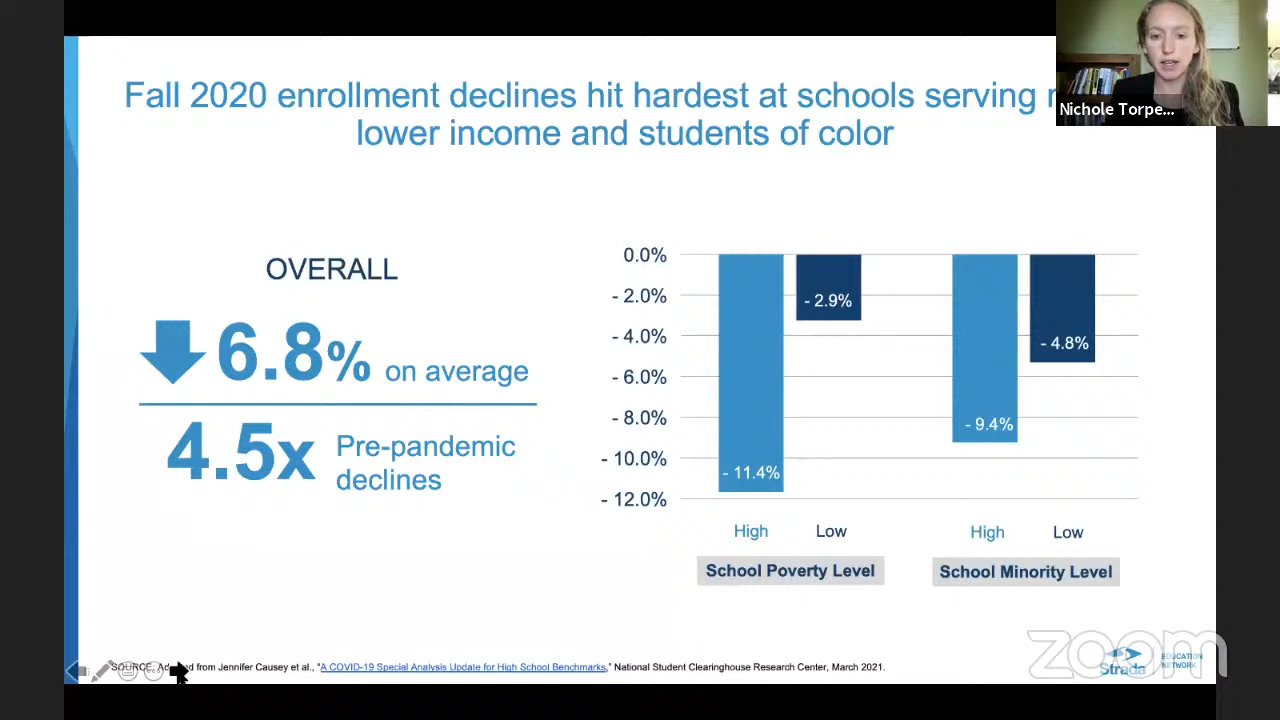 Fall 2020 enrollment declines hit hardest at schools serving
lower income and students of color
Nichole Torpe...
OVERALL
6.8% on average
4.5x Pre-pandemic
declines
0.0%
- 2.0%
- 4.0%
- 6.0%
- 8.0%
- 10.0%
- 12.0%
- 11.4%
- 2.9%
- 9.4%
- 4.8%
High Low High Low
School Poverty Level School Minority Level
SOURCE: from Jennifer Causey et al., "A COVID-19 Special Analysis Update for High School Benchmarks," National Student Clearinghouse Research Center, March 2021.
zoom
Strada EDUCATION
NETWORK